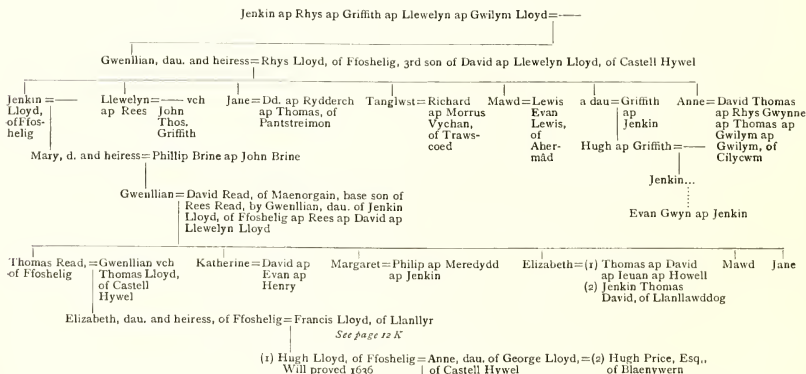 Jenkin ap Rhys ap Griffith ap Llewelyn ap Gwilym Lloyd=——
Gwenllian, dau. and heiress=Rhys Lloyd, of Ffoshelig, 3rd son of David ap Llewelyn Lloyd, of Castell Hywel
Jenkin=——
Lloyd,
of Ffos-
helig
Llewelyn=—— vch
ap Rees John
Thos.
Griffith
Jane=Dd. ap Rydderch
ap Thomas, of
Pantstreimon
Tanglwst=Richard
ap Morrus
Vychan,
of Traws-
coed
Mawd=Lewis
Evan
Lewis,
of
Aber-
mâd
a dau=Griffith
ap
Jenkin
Anne=David Thomas
ap Rhys Gwynne
ap Thomas ap
Gwilym ap
Gwilym, of
Cilycwm
Mary, d. and heiress=Phillip Brine ap John Brine
Hugh ap Griffith=——
Jenkin...
Evan Gwyn ap Jenkin
Gwenllian=David Read, of Maenorgain, base son of
Rees Read, by Gwenllian, dau. of Jenkin
Lloyd, of Ffoshelig ap Rees ap David ap
Llewelyn Lloyd
Thomas Read,=Gwenllian vch
of Ffoshelig Thomas Lloyd,
of Castell
Hywel
Katherine=David ap
Evan ap
Henry
Margaret=Philip ap Meredydd
ap Jenkin
Elizabeth=(1) Thomas ap David
ap Ieuan ap Howell
(2) Jenkin Thomas
David, of Llanllawddog
Mawd
Jane
Elizabeth, dau. and heiress, of Ffoshelig=Francis Lloyd, of Llanllyr
See page 12 K
(1) Hugh Lloyd, of Ffoshelig=Anne, dau. of George Lloyd,=(2) Hugh Price, Esq.,
Will proved 1636 of Castell Hywel of Blaenywern